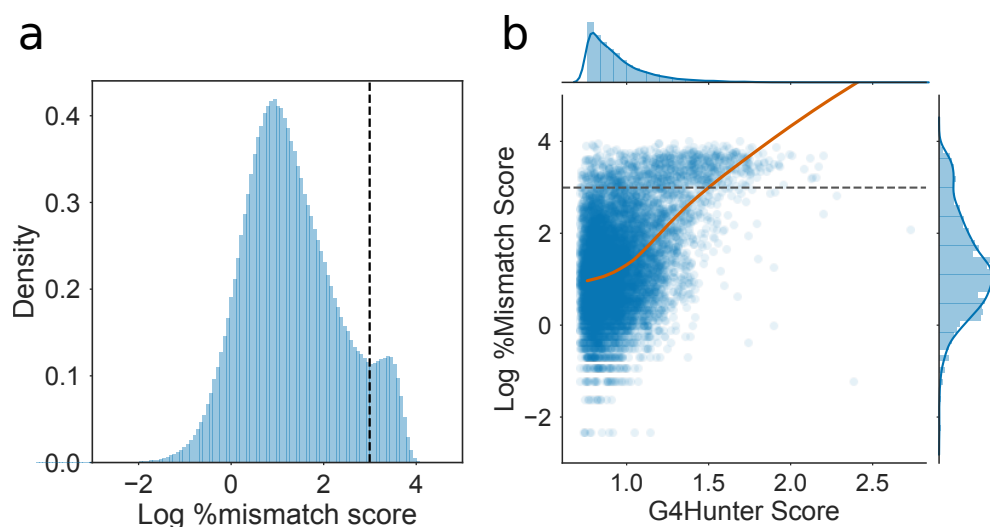 a
Density
0.4
0.3
0.2
0.1
0.0
−2
0
2
4
Log %mismatch score
b
Log %Mismatch Score
4
2
0
−2
1.0
1.5
2.0
2.5
G4Hunter Score